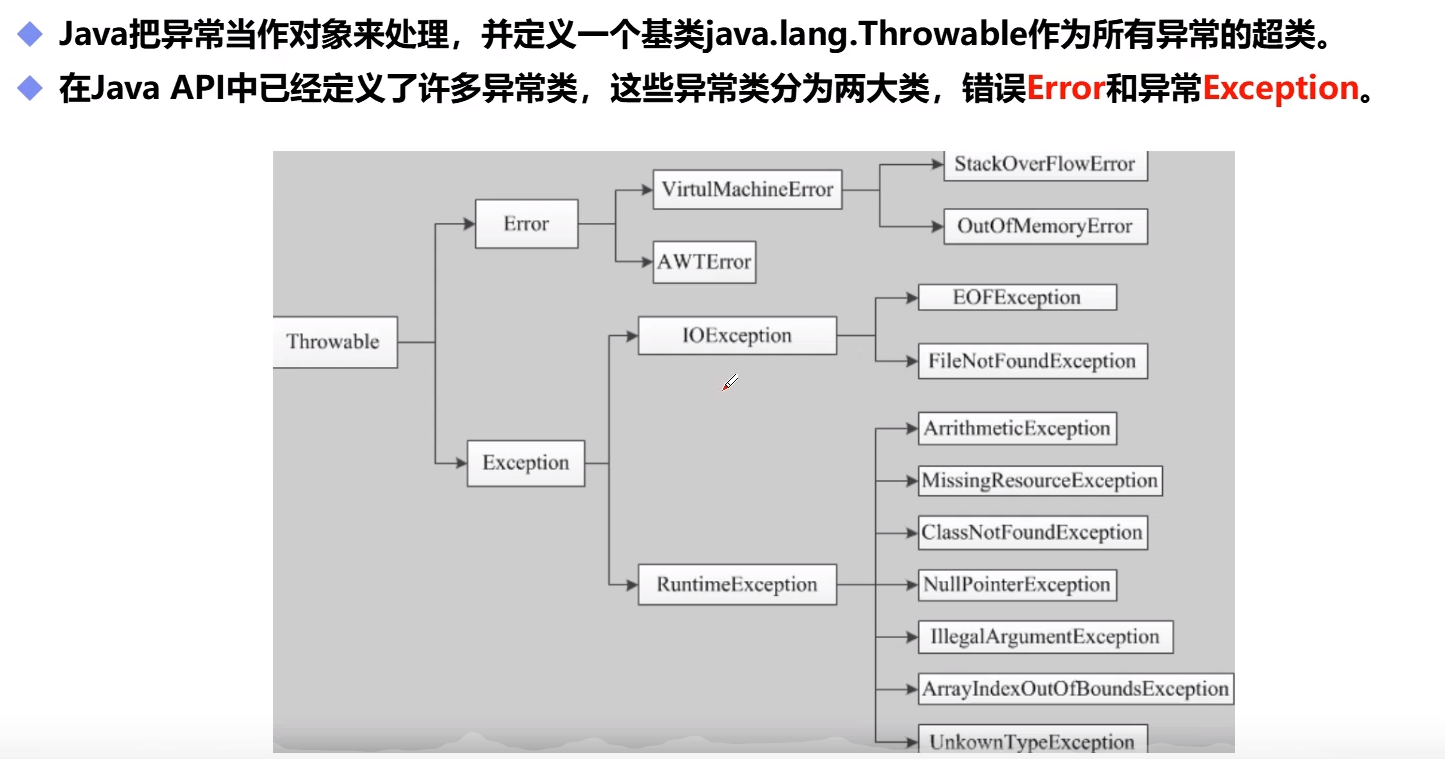 Java把异常当作对象来处理，并定义一个基类java.lang.Throwable作为所有异常的超类。
在Java API中已经定义了许多异常类，这些异常类分为两大类，错误Error和异常Exception。
StackOverFlowError
VirtulMachineError
Error
OutOfMemoryError
AWTError
EOFException
Throwable
IOException
FileNotFoundException
ArrithmeticException
Exception
MissingResourceException
ClassNotFoundException
RuntimeException
NullPointerException
IllegalArgumentException
ArrayIndexOutOfBoundsException
UnkownTypeException